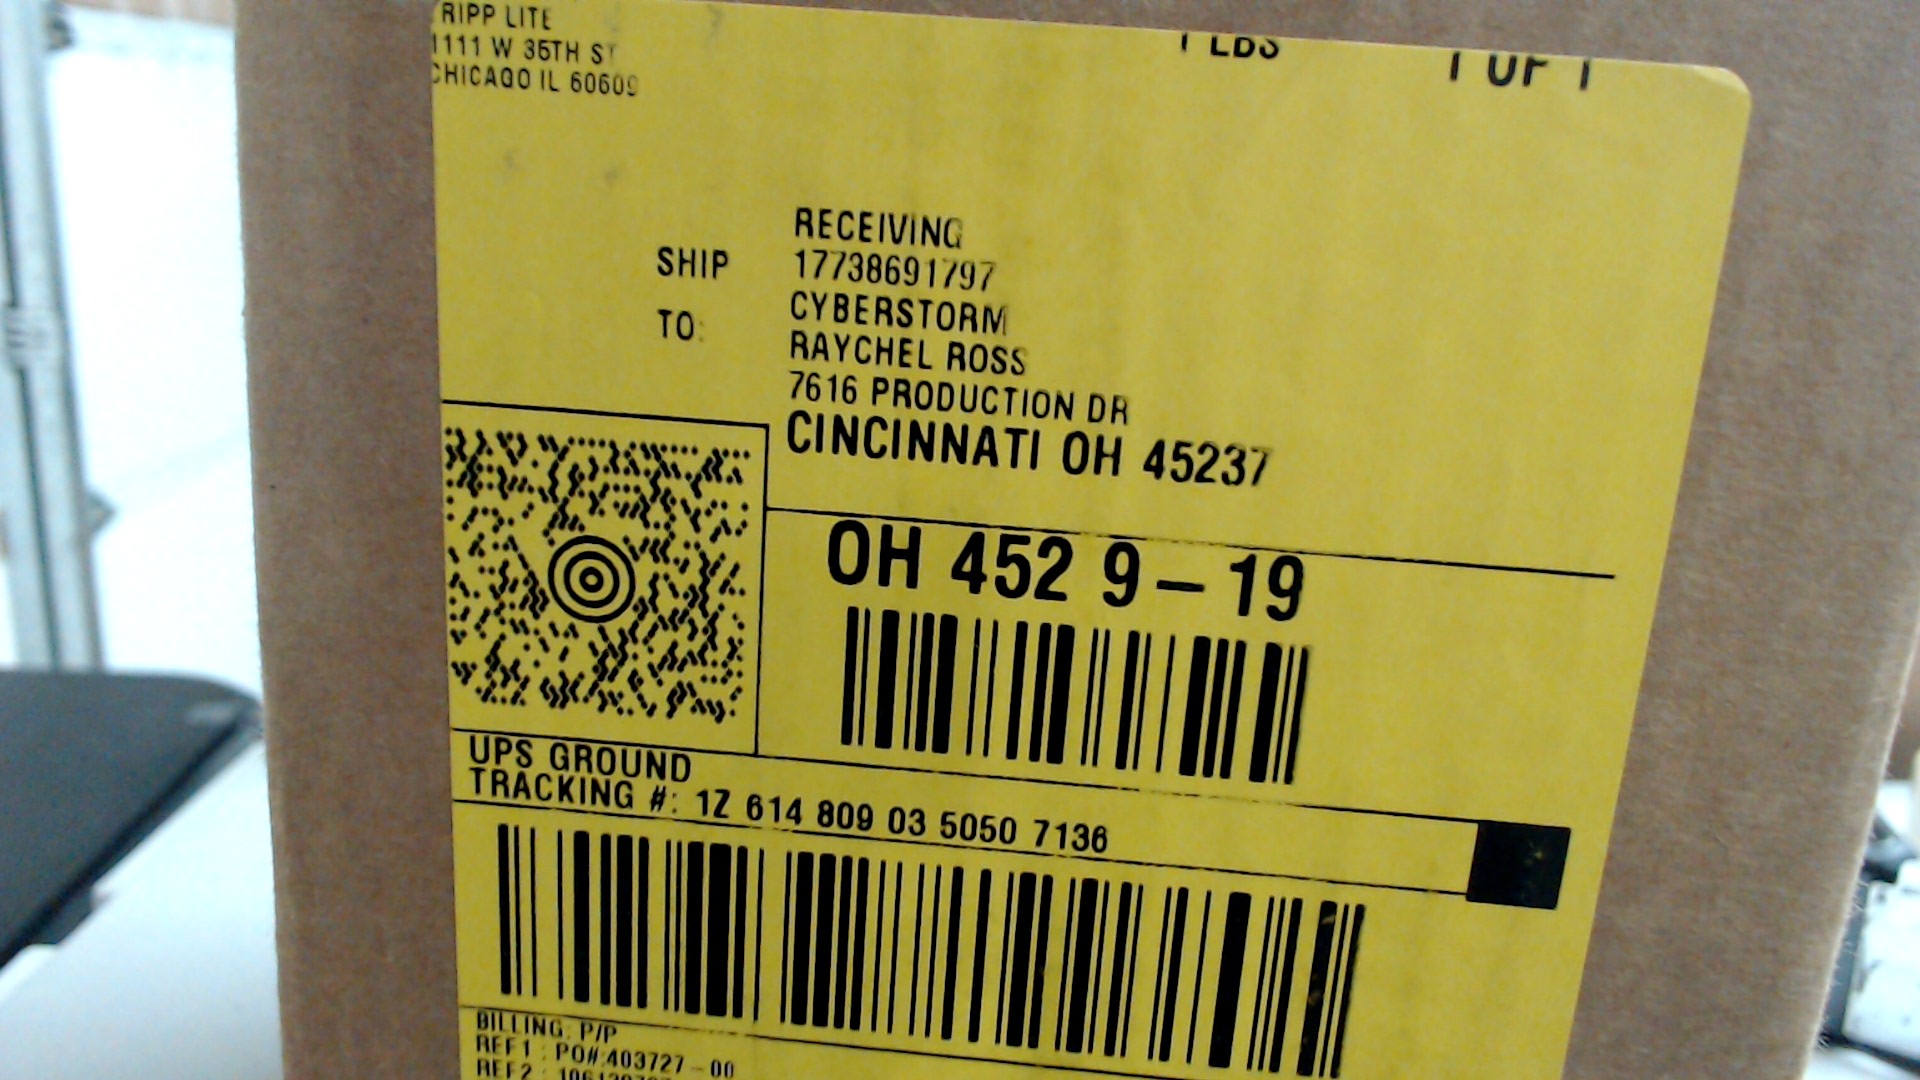 RIPP LITE
1111 W 35TH ST
CHICAGO IL 60609
1 LBS
1 OF 1
SHIP
TO:
RECEIVING
17738691797
CYBERSTORM
RAYCHEL ROSS
7616 PRODUCTION DR
CINCINNATI OH 45237
OH 452 9 – 19
UPS GROUND
TRACKING #: 1Z 614 809 03 5050 7136
BILLING: P/P
REF1 : PO#:403727-00
REF2 :